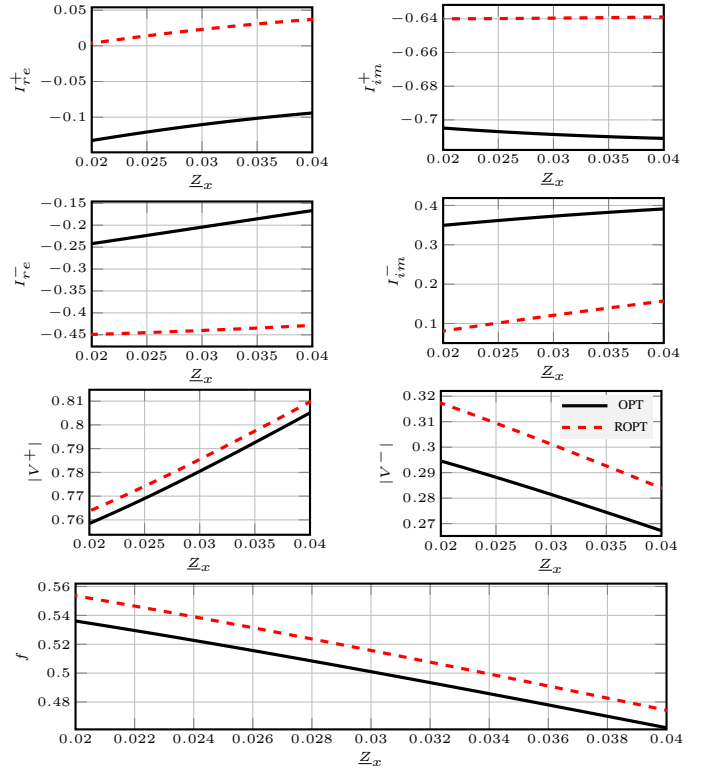 0.05
0
−0.05
−0.1
I⁺re
0.02 0.025 0.03 0.035 0.04
Z̲x
−0.64
−0.66
−0.68
−0.7
I⁺im
0.02 0.025 0.03 0.035 0.04
Z̲x
−0.15
−0.2
−0.25
−0.3
−0.35
−0.4
−0.45
I⁻re
0.02 0.025 0.03 0.035 0.04
Z̲x
0.4
0.3
0.2
0.1
I⁻im
0.02 0.025 0.03 0.035 0.04
Z̲x
0.81
0.8
0.79
0.78
0.77
0.76
|V⁺|
0.02 0.025 0.03 0.035 0.04
Z̲x
0.32
0.31
0.3
0.29
0.28
0.27
|V⁻|
OPT
ROPT
0.02 0.025 0.03 0.035 0.04
Z̲x
0.56
0.54
0.52
0.5
0.48
f
0.02 0.022 0.024 0.026 0.028 0.03 0.032 0.034 0.036 0.038 0.04
Z̲x